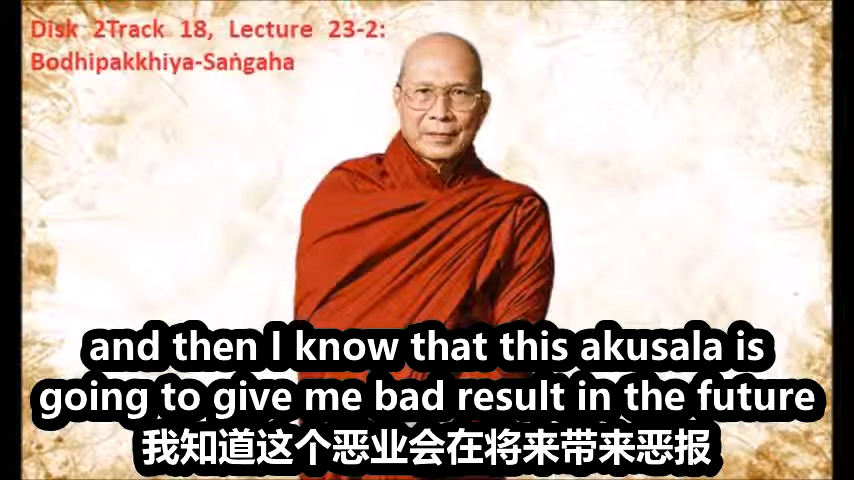 Disk 2Track 18, Lecture 23-2:
Bodhipakkhiya-Saṅgaha
and then I know that this akusala is
going to give me bad result in the future
我知道这个恶业会在将来带来恶报